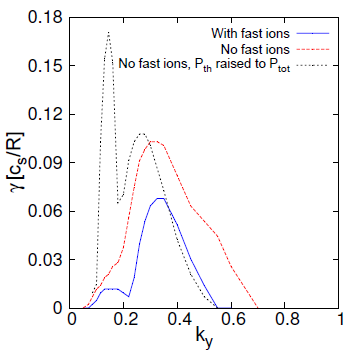 0.18
0.15
0.12
0.09
0.06
0.03
0
γ [c_s/R]
With fast ions
No fast ions
No fast ions, P_th raised to P_tot
0 0.2 0.4 0.6 0.8 1
k_y